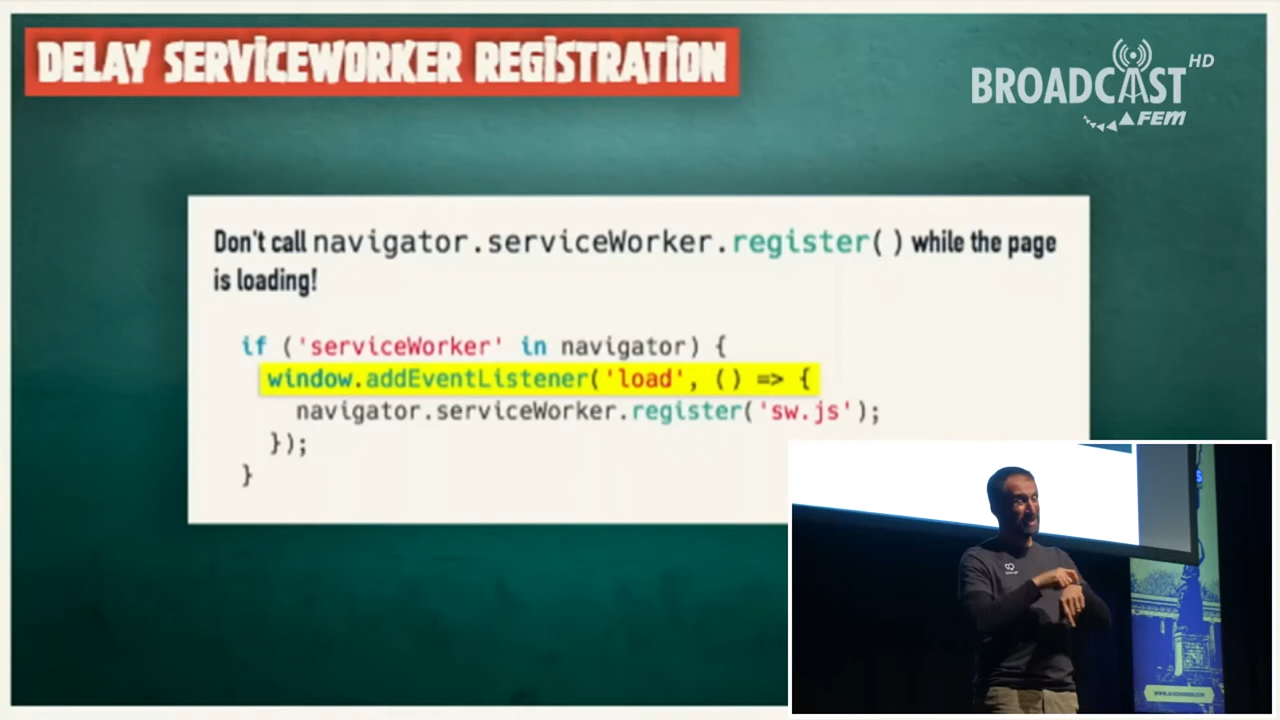 DELAY SERVICEWORKER REGISTRATION
BROADCAST HD
FEM
Don't call navigator.serviceWorker.register() while the page
is loading!
if ('serviceWorker' in navigator) {
window.addEventListener('load', () => {
navigator.serviceWorker.register('sw.js');
});
}